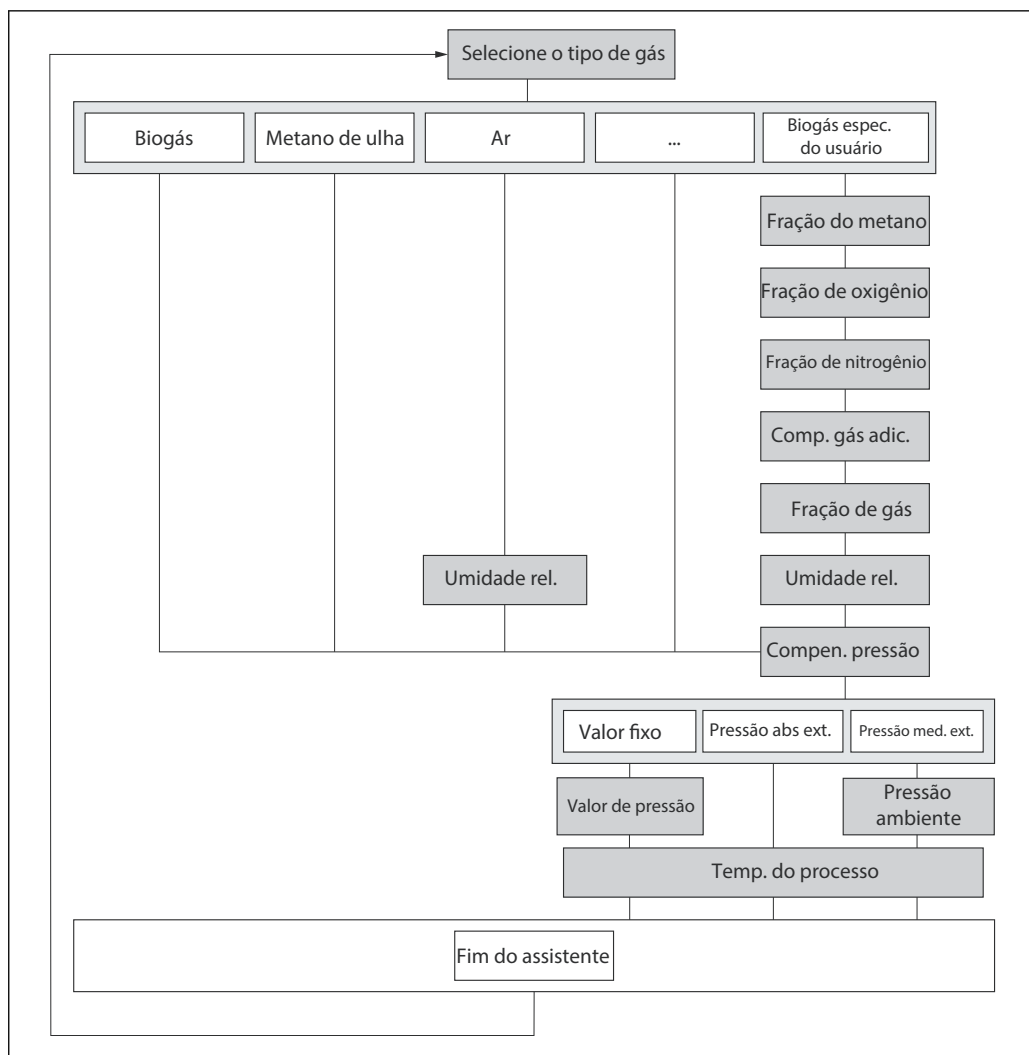 Selecione o tipo de gás
Biogás
Metano de ulha
Ar
...
Biogás espec.
do usuário
Fração do metano
Fração de oxigênio
Fração de nitrogênio
Comp. gás adic.
Fração de gás
Umidade rel.
Umidade rel.
Compen. pressão
Valor fixo
Pressão abs ext.
Pressão med. ext.
Valor de pressão
Pressão
ambiente
Temp. do processo
Fim do assistente